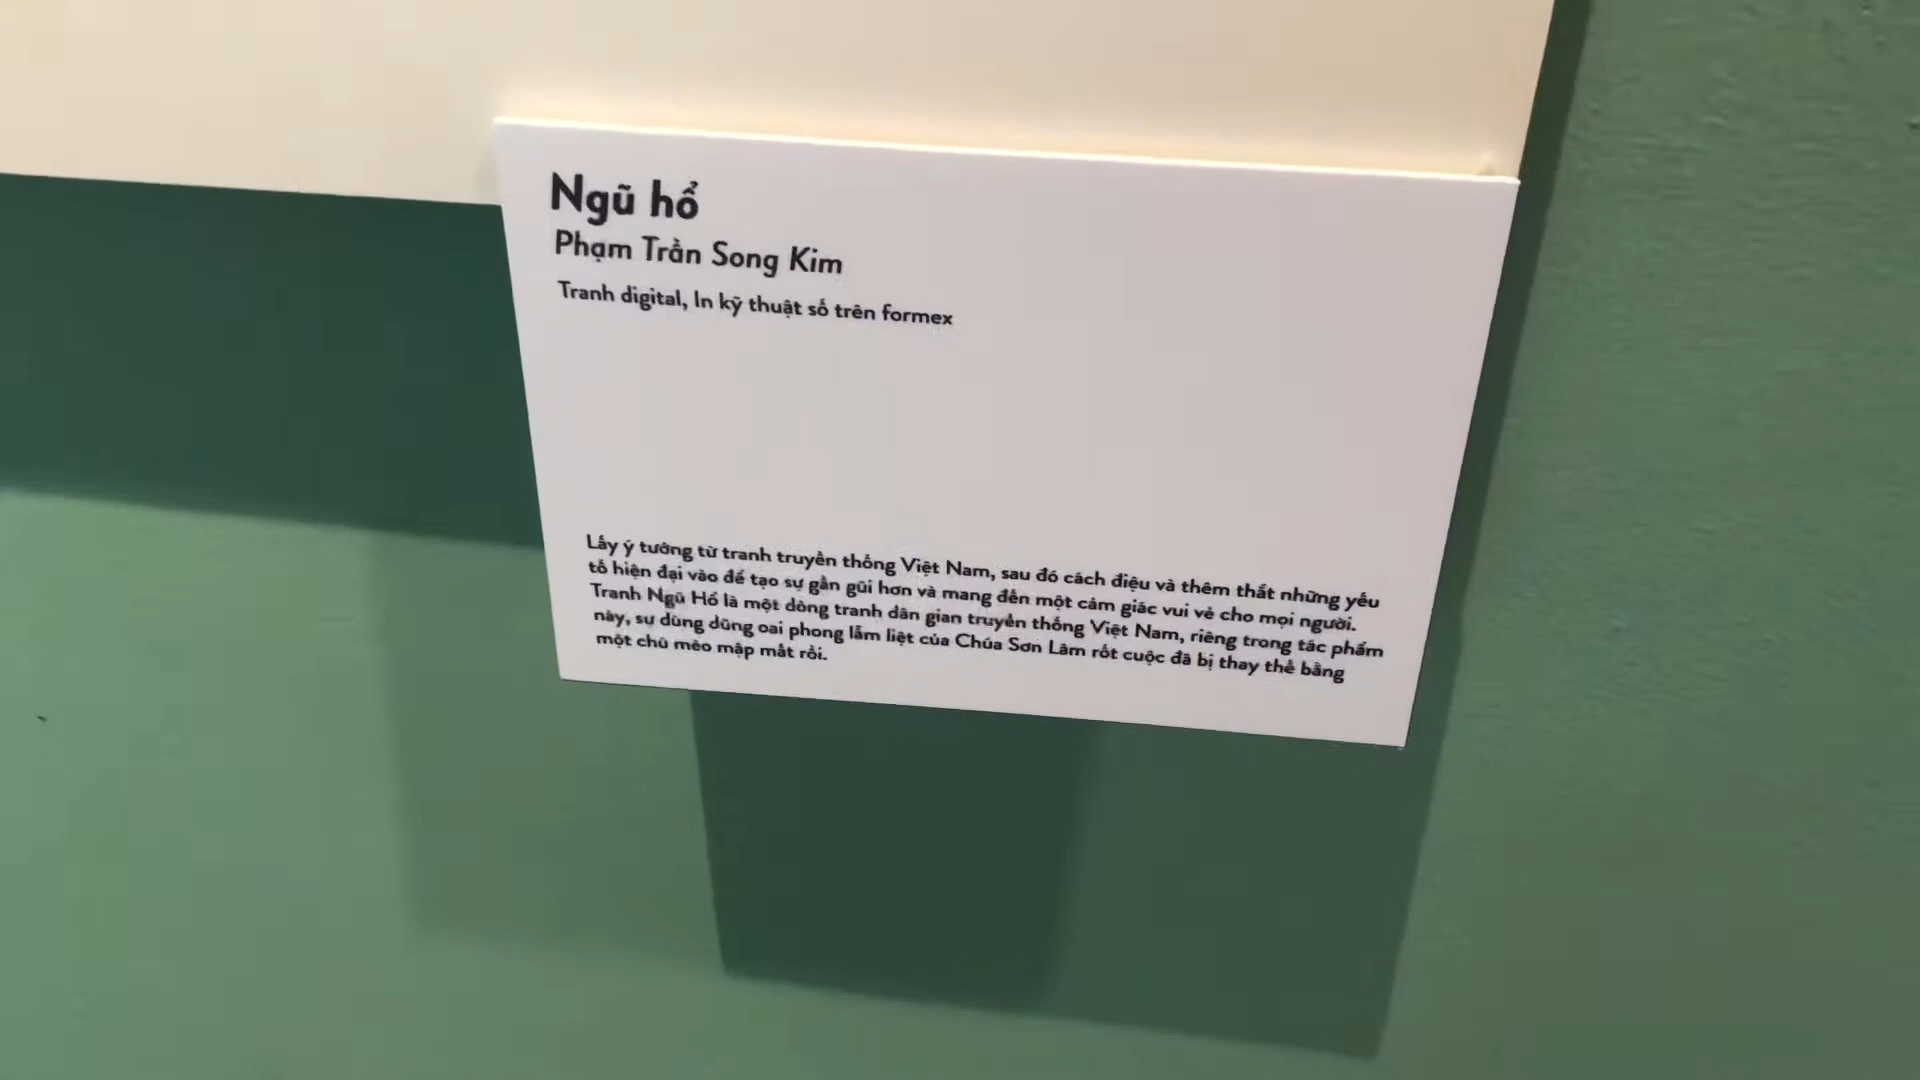 Ngũ hổ
Phạm Trần Song Kim
Tranh digital, In kỹ thuật số trên formex
Lấy ý tưởng từ tranh truyền thống Việt Nam, sau đó cách điệu và thêm thắt những yếu
tố hiện đại vào để tạo sự gần gũi hơn và mang đến một cảm giác vui vẻ cho mọi người.
Tranh Ngũ Hổ là một dòng tranh dân gian truyền thống Việt Nam, riêng trong tác phẩm
này, sự dùng dũng oai phong lẫm liệt của Chúa Sơn Lâm rốt cuộc đã bị thay thế bằng
một chú mèo mập mất rồi.